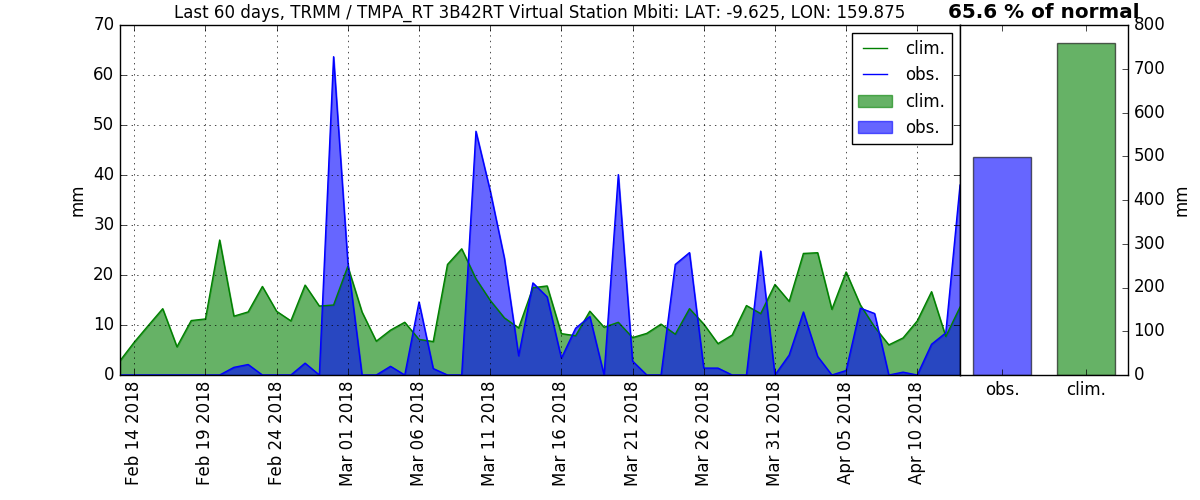 Last 60 days, TRMM / TMPA_RT 3B42RT Virtual Station Mbiti: LAT: -9.625, LON: 159.875
65.6 % of normal
70
60
50
40
30
20
10
0
mm
clim.
obs.
clim.
obs.
Feb 14 2018
Feb 19 2018
Feb 24 2018
Mar 01 2018
Mar 06 2018
Mar 11 2018
Mar 16 2018
Mar 21 2018
Mar 26 2018
Mar 31 2018
Apr 05 2018
Apr 10 2018
800
700
600
500
400
300
200
100
0
mm
obs.
clim.